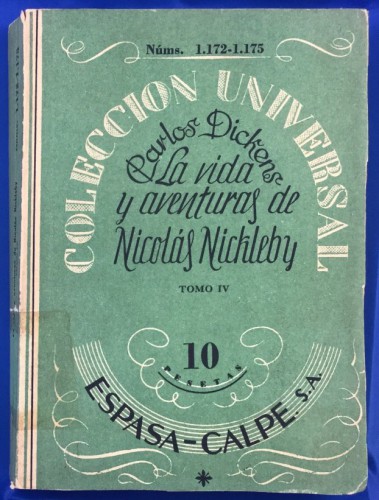 Núms. 1.172-1.175
COLECCION UNIVERSAL
Carlos Dickens
La vida
y aventuras de
Nicolás Nickleby
TOMO IV
10
PESETAS
ESPASA-CALPE. S.A.